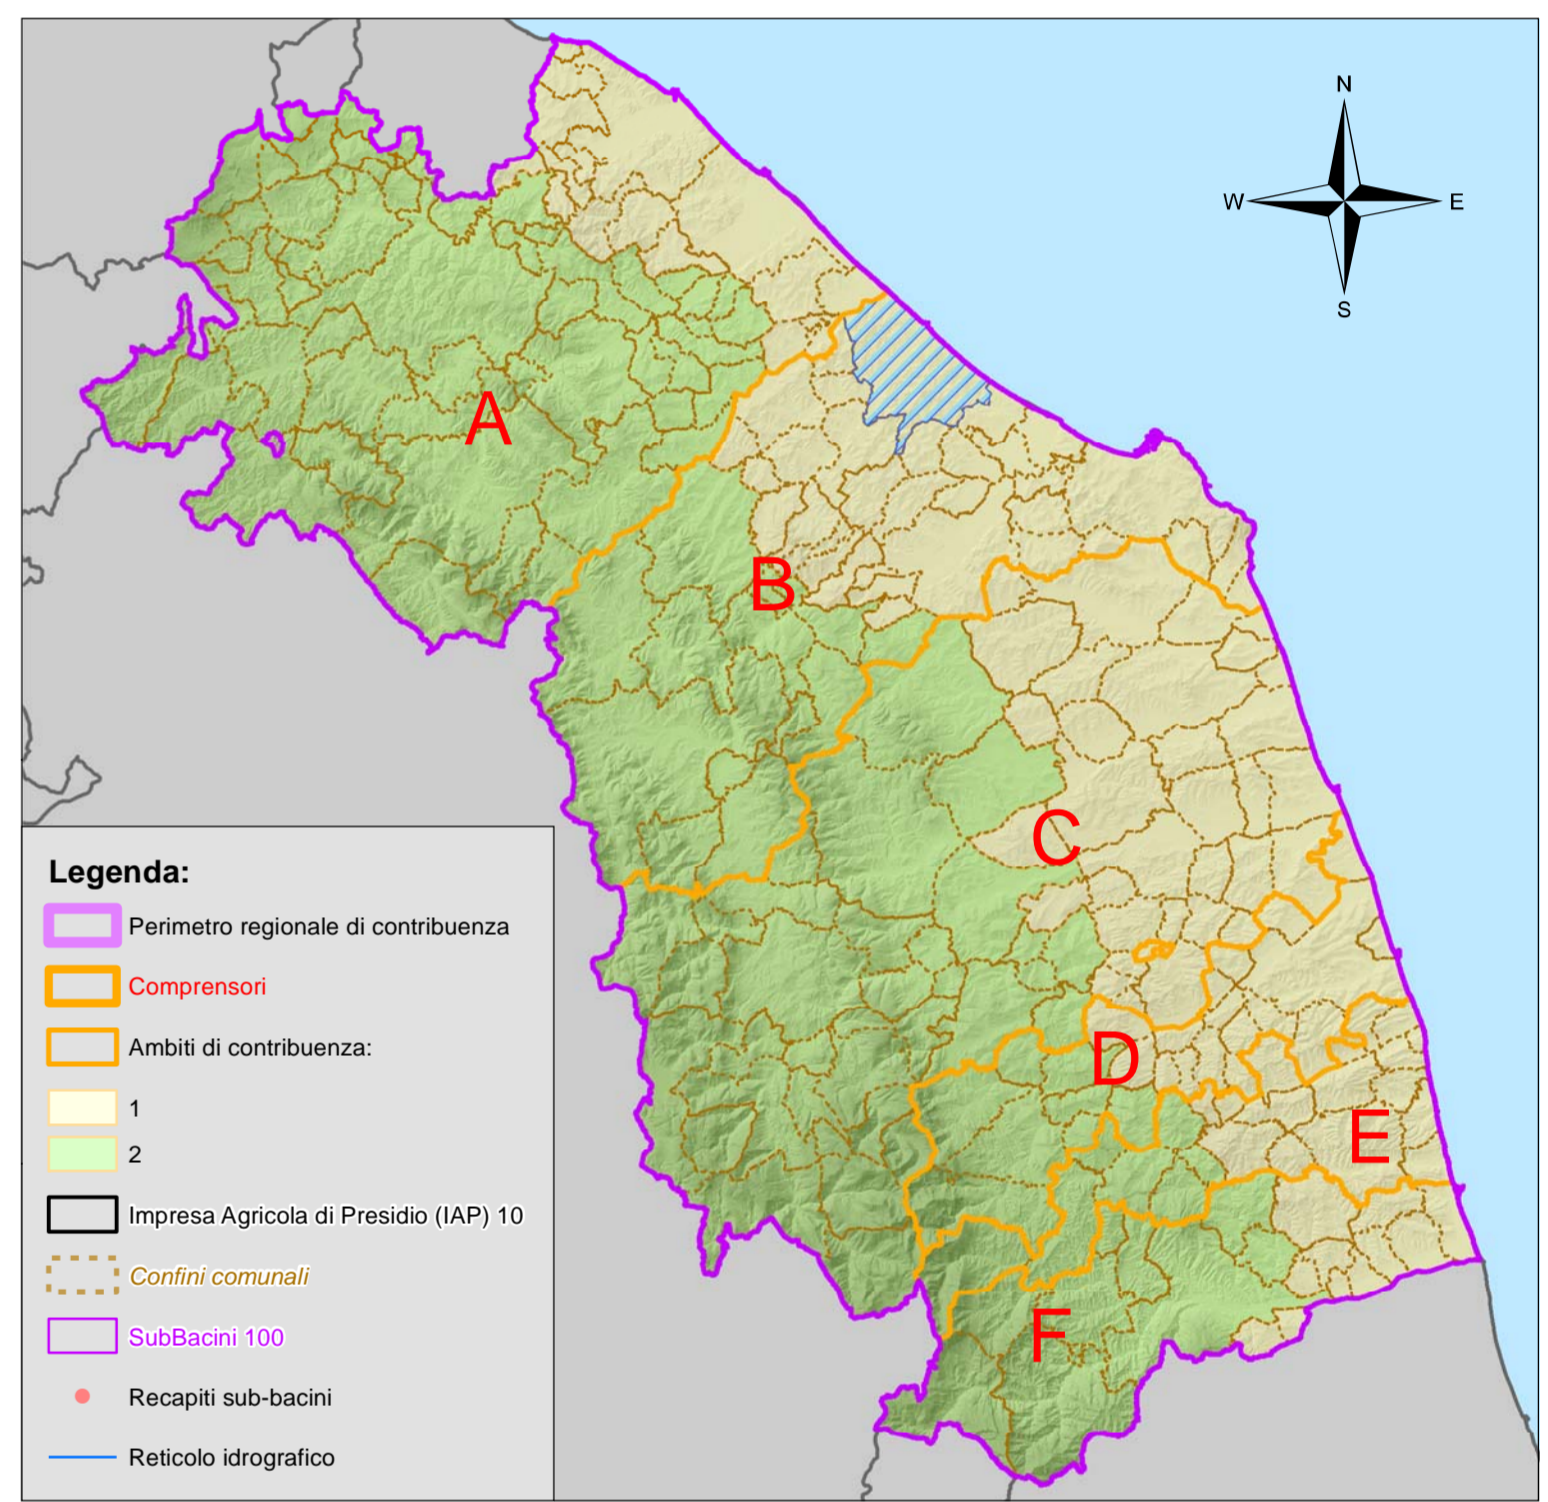 N
W
E
S
A
B
C
D
E
F
Legenda:
Perimetro regionale di contribuenza
Comprensori
Ambiti di contribuenza:
1
2
Impresa Agricola di Presidio (IAP) 10
Confini comunali
SubBacini 100
Recapiti sub-bacini
Reticolo idrografico